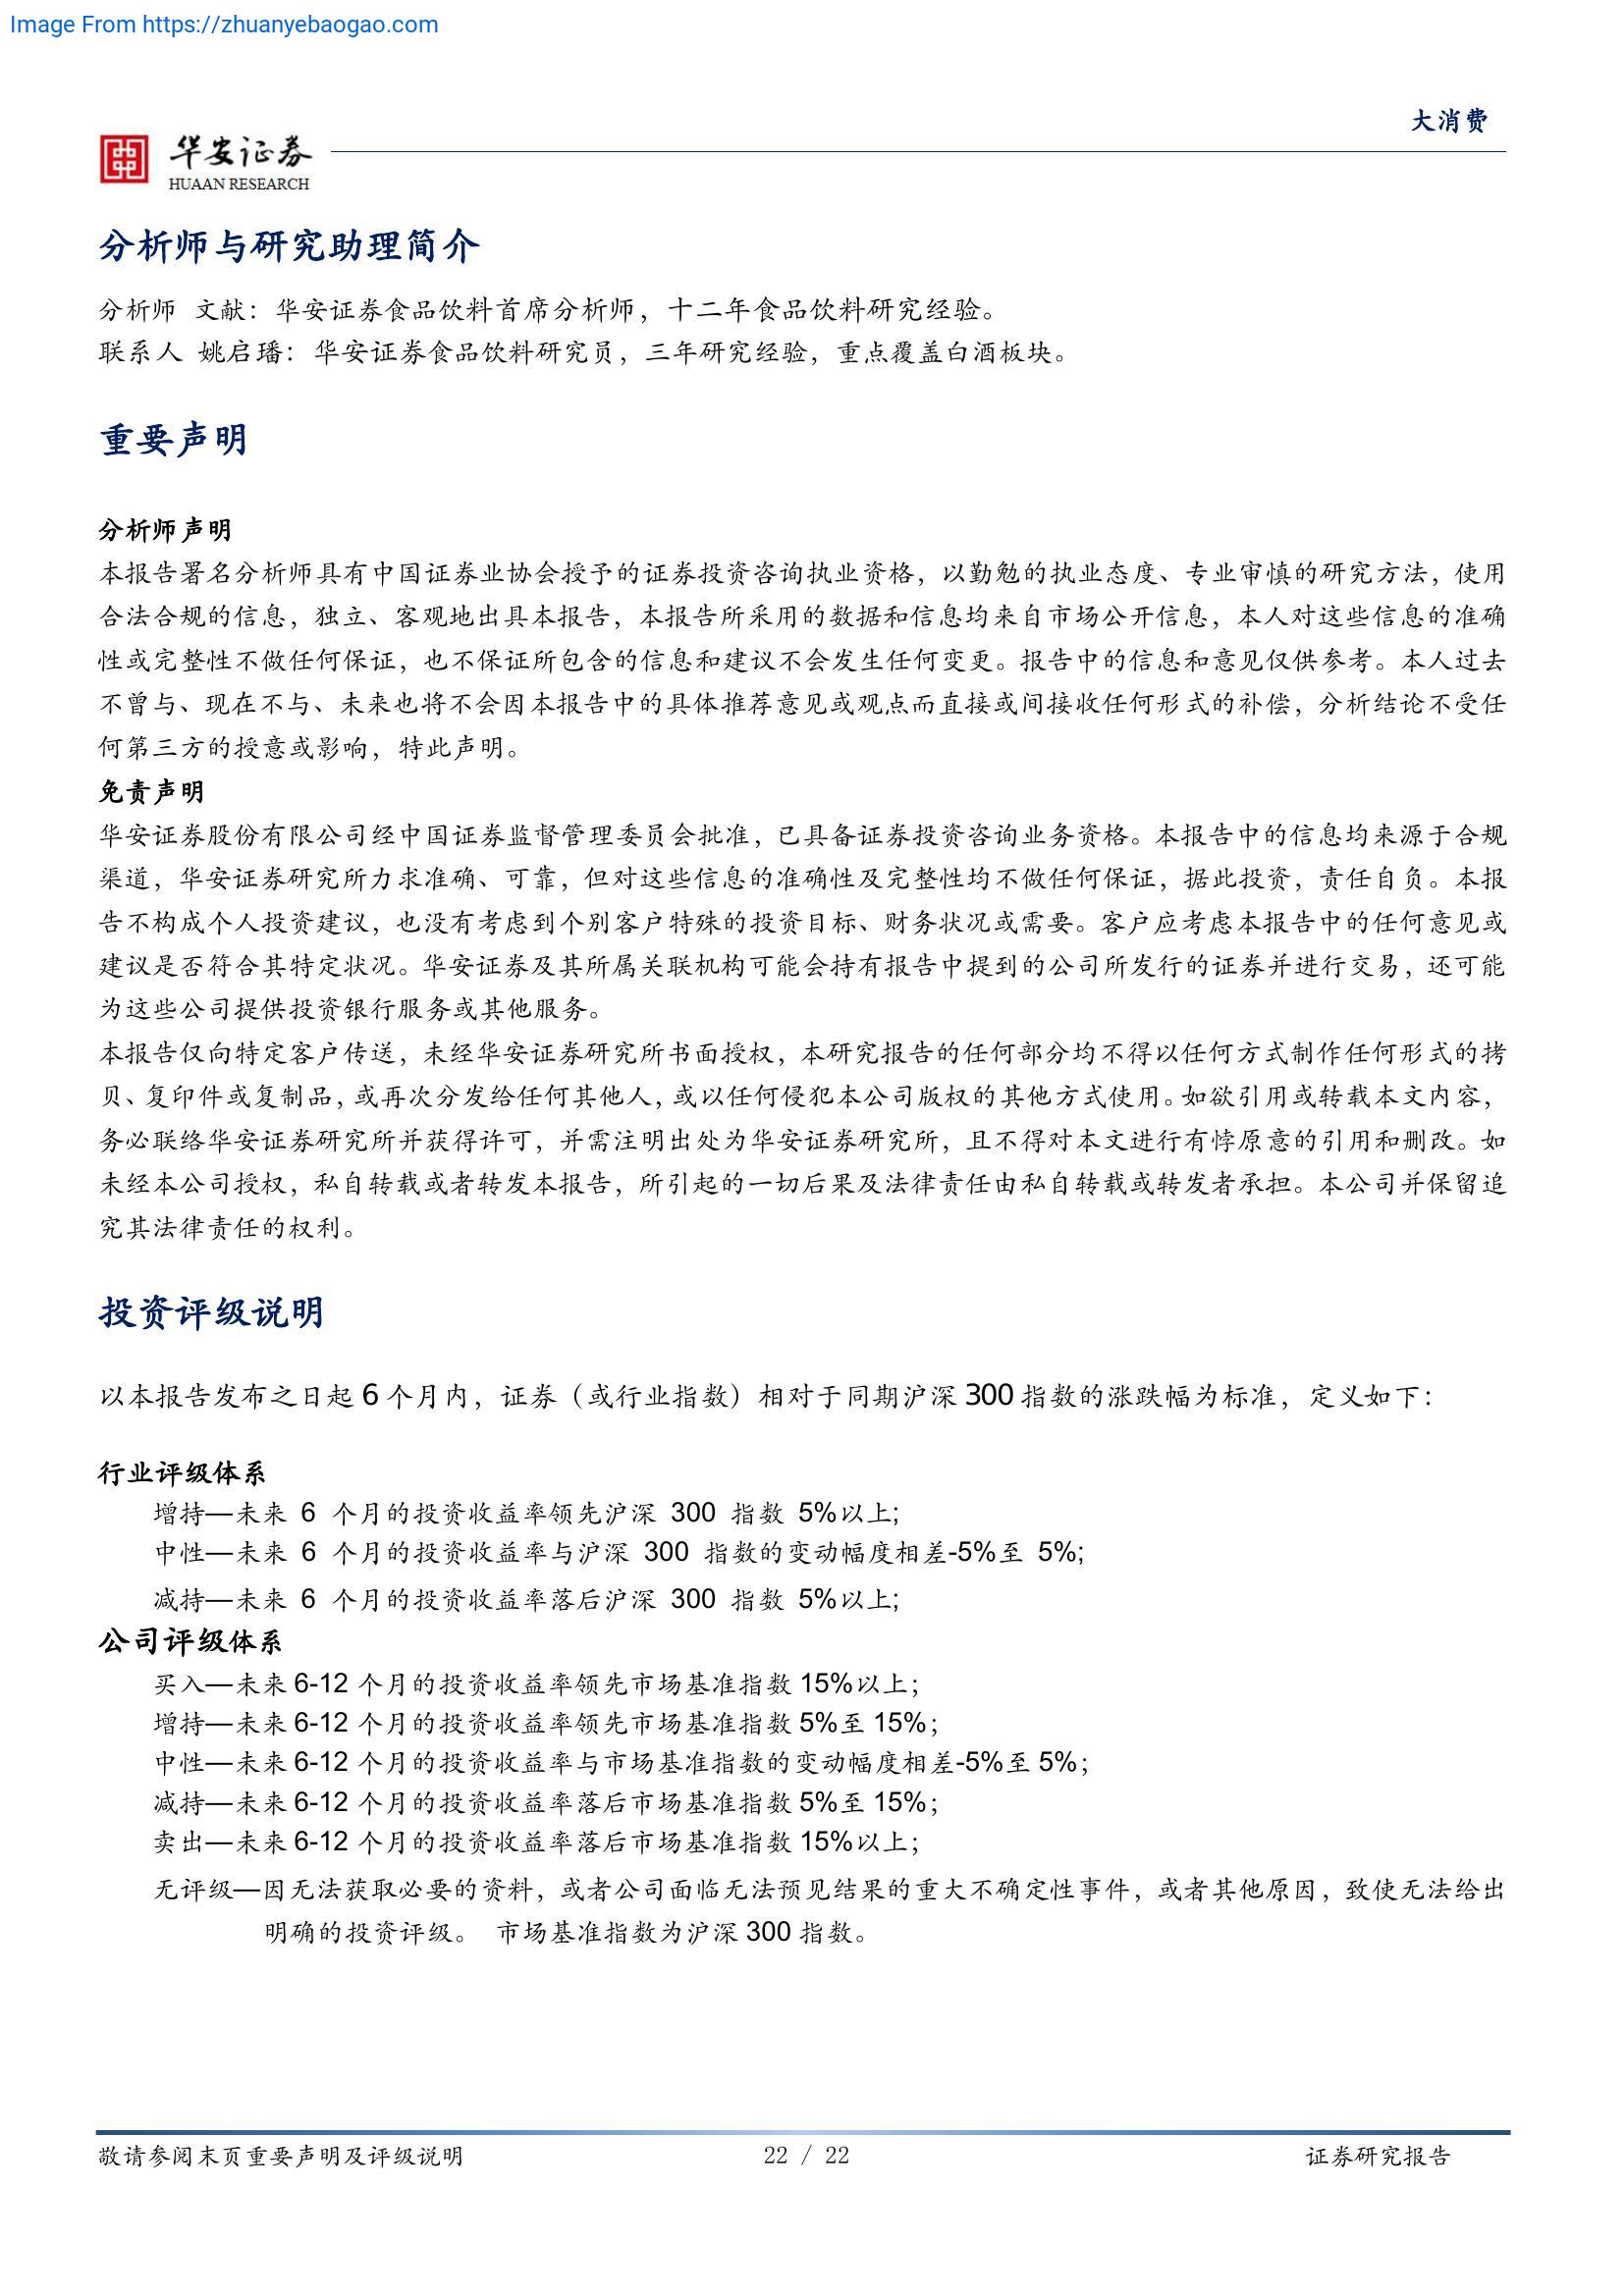 Image From https://zhuanyebaogao.com
大消费
华安证券
HUAAN RESEARCH
分析师与研究助理简介
分析师 文献：华安证券食品饮料首席分析师，十二年食品饮料研究经验。
联系人 姚启璠：华安证券食品饮料研究员，三年研究经验，重点覆盖白酒板块。
重要声明
分析师声明
本报告署名分析师具有中国证券业协会授予的证券投资咨询执业资格，以勤勉的执业态度、专业审慎的研究方法，使用
合法合规的信息，独立、客观地出具本报告，本报告所采用的数据和信息均来自市场公开信息，本人对这些信息的准确
性或完整性不做任何保证，也不保证所包含的信息和建议不会发生任何变更。报告中的信息和意见仅供参考。本人过去
不曾与、现在不与、未来也将不会因本报告中的具体推荐意见或观点而直接或间接收任何形式的补偿，分析结论不受任
何第三方的授意或影响，特此声明。
免责声明
华安证券股份有限公司经中国证券监督管理委员会批准，已具备证券投资咨询业务资格。本报告中的信息均来源于合规
渠道，华安证券研究所力求准确、可靠，但对这些信息的准确性及完整性均不做任何保证，据此投资，责任自负。本报
告不构成个人投资建议，也没有考虑到个别客户特殊的投资目标、财务状况或需要。客户应考虑本报告中的任何意见或
建议是否符合其特定状况。华安证券及其所属关联机构可能会持有报告中提到的公司所发行的证券并进行交易，还可能
为这些公司提供投资银行服务或其他服务。
本报告仅向特定客户传送，未经华安证券研究所书面授权，本研究报告的任何部分均不得以任何方式制作任何形式的拷
贝、复印件或复制品，或再次分发给任何其他人，或以任何侵犯本公司版权的其他方式使用。如欲引用或转载本文内容，
务必联络华安证券研究所并获得许可，并需注明出处为华安证券研究所，且不得对本文进行有悖原意的引用和删改。如
未经本公司授权，私自转载或者转发本报告，所引起的一切后果及法律责任由私自转载或转发者承担。本公司并保留追
究其法律责任的权利。
投资评级说明
以本报告发布之日起 6 个月内，证券（或行业指数）相对于同期沪深 300 指数的涨跌幅为标准，定义如下：
行业评级体系
增持—未来 6 个月的投资收益率领先沪深 300 指数 5%以上;
中性—未来 6 个月的投资收益率与沪深 300 指数的变动幅度相差-5%至 5%;
减持—未来 6 个月的投资收益率落后沪深 300 指数 5%以上;
公司评级体系
买入—未来 6-12 个月的投资收益率领先市场基准指数 15%以上；
增持—未来 6-12 个月的投资收益率领先市场基准指数 5%至 15%；
中性—未来 6-12 个月的投资收益率与市场基准指数的变动幅度相差-5%至 5%；
减持—未来 6-12 个月的投资收益率落后市场基准指数 5%至 15%；
卖出—未来 6-12 个月的投资收益率落后市场基准指数 15%以上；
无评级—因无法获取必要的资料，或者公司面临无法预见结果的重大不确定性事件，或者其他原因，致使无法给出
明确的投资评级。 市场基准指数为沪深 300 指数。
敬请参阅末页重要声明及评级说明
22 / 22
证券研究报告